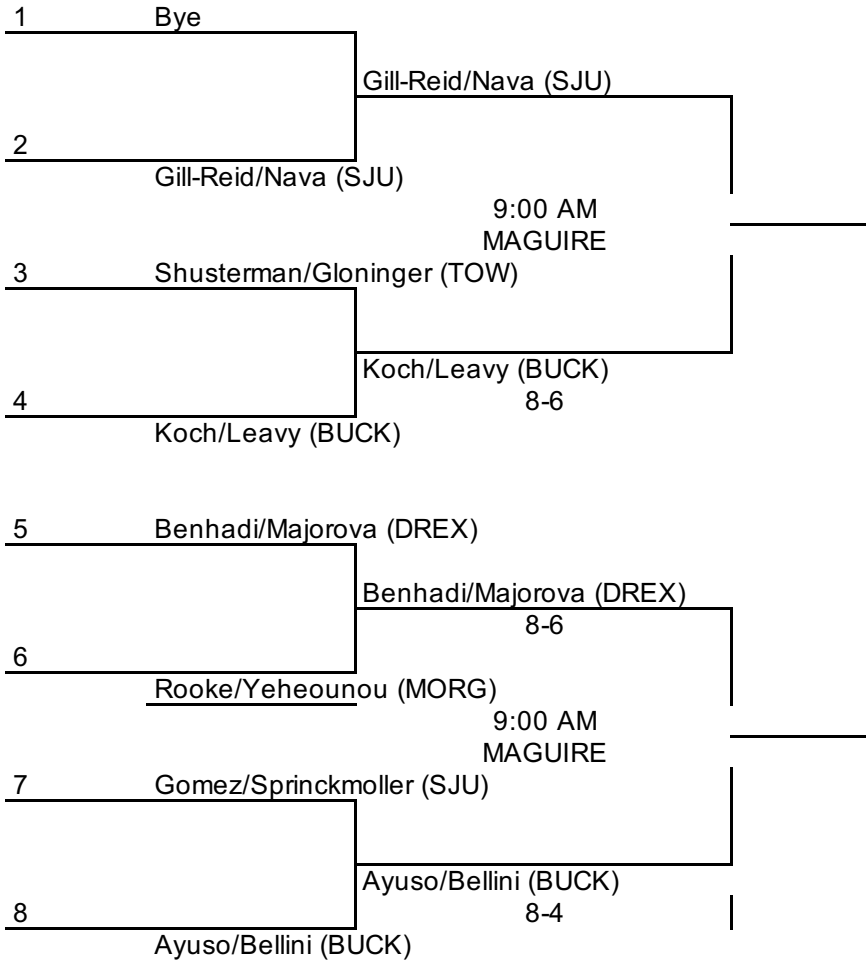 1 Bye
Gill-Reid/Nava (SJU)
2
Gill-Reid/Nava (SJU)
9:00 AM
MAGUIRE
3 Shusterman/Gloninger (TOW)
Koch/Leavy (BUCK)
4 8-6
Koch/Leavy (BUCK)
5 Benhadi/Majorova (DREX)
Benhadi/Majorova (DREX)
8-6
6
Rooke/Yeheounou (MORG)
9:00 AM
MAGUIRE
7 Gomez/Sprinckmoller (SJU)
Ayuso/Bellini (BUCK)
8 8-4
Ayuso/Bellini (BUCK)